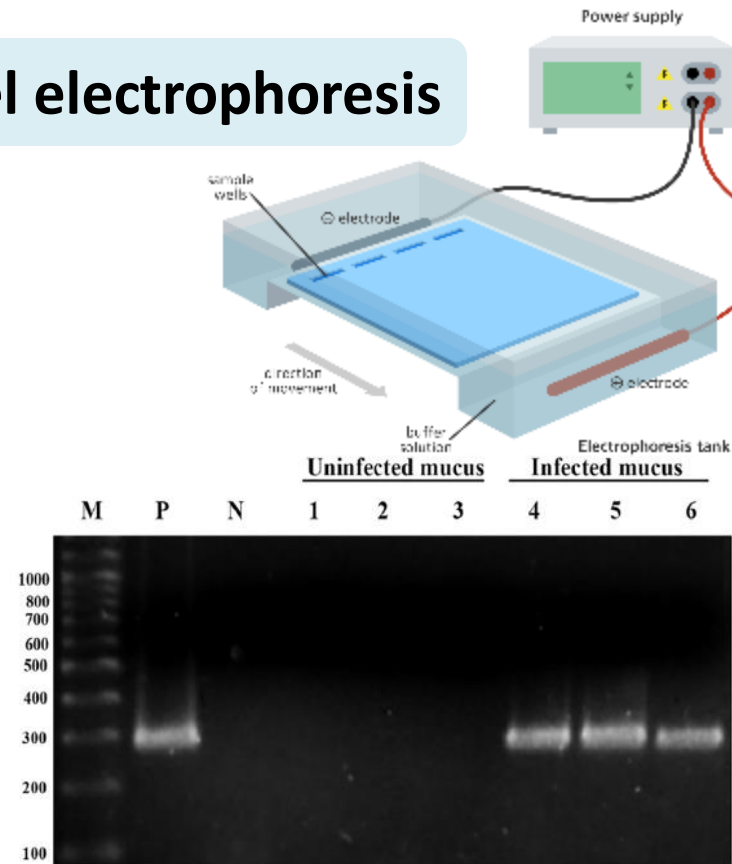 Power supply
el electrophoresis
sample
wells
⊖ electrode
direction
of movement
⊕ electrode
buffer
solution
Electrophoresis tank
Uninfected mucus Infected mucus
M P N 1 2 3 4 5 6
1000
800
700
600
500
400
300
200
100